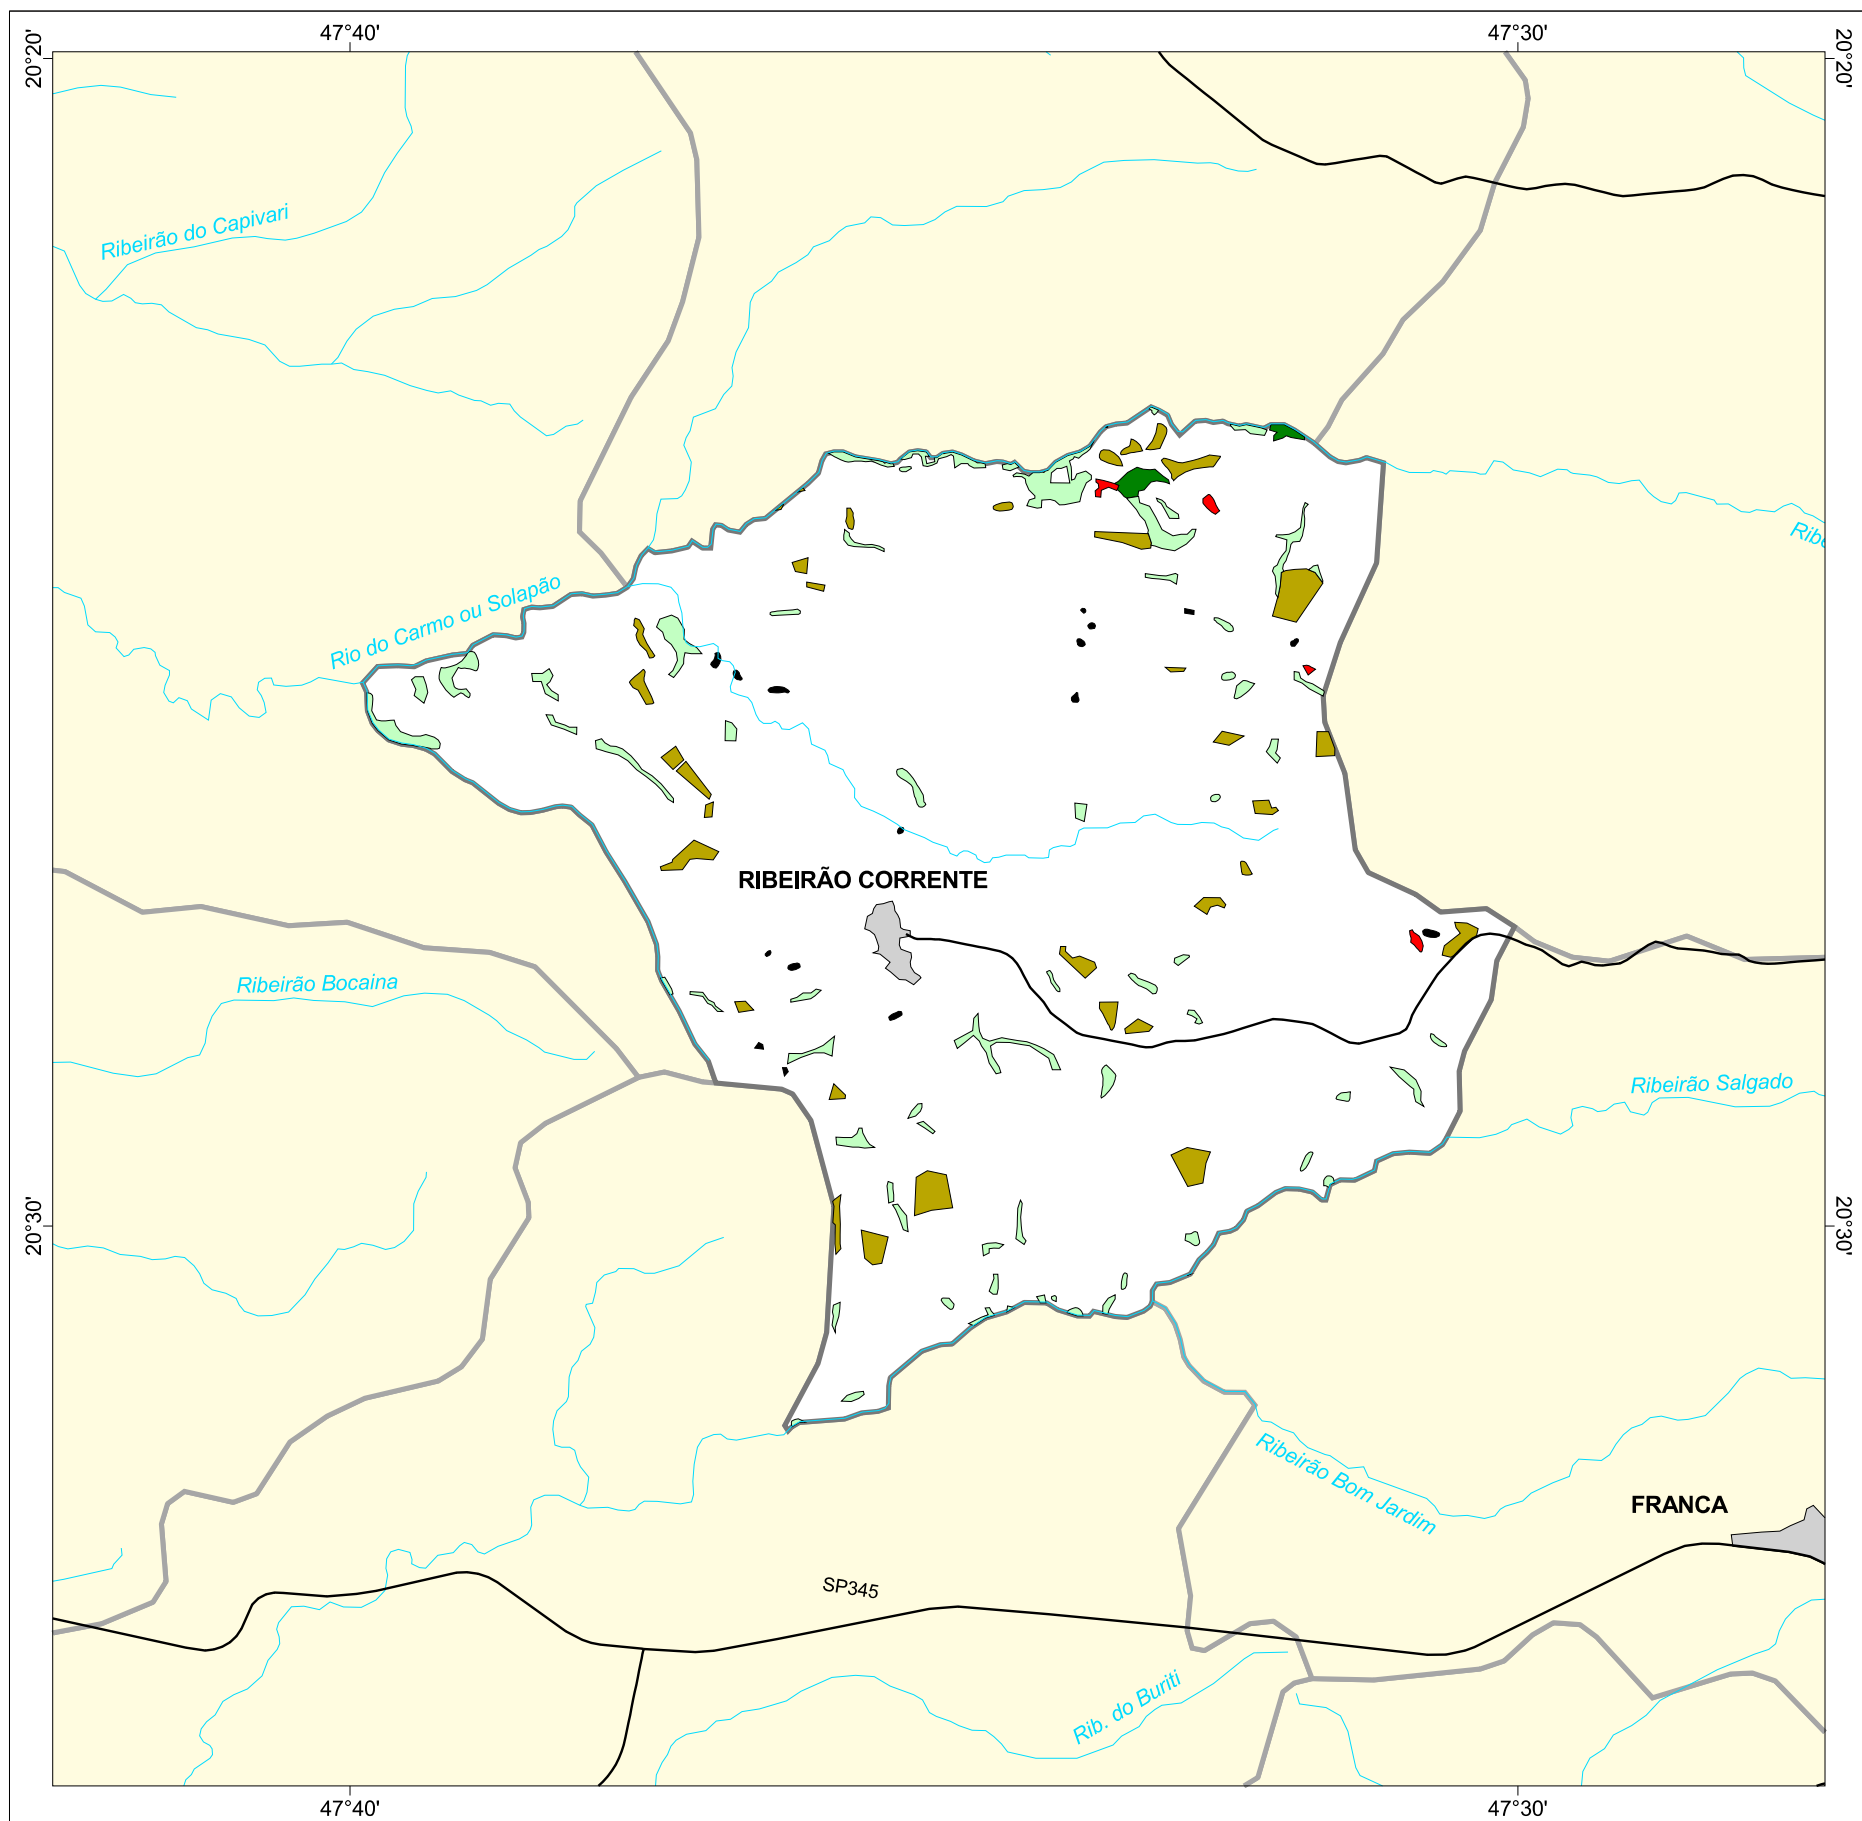 47°40'
47°30'
20°20'
20°20'
Ribeirão do Capivari
Ribe
Rio do Carmo ou Solapão
RIBEIRÃO CORRENTE
Ribeirão Bocaina
Ribeirão Salgado
20°30'
20°30'
Ribeirão Bom Jardim
FRANCA
SP345
Rib. do Buriti
47°40'
47°30'